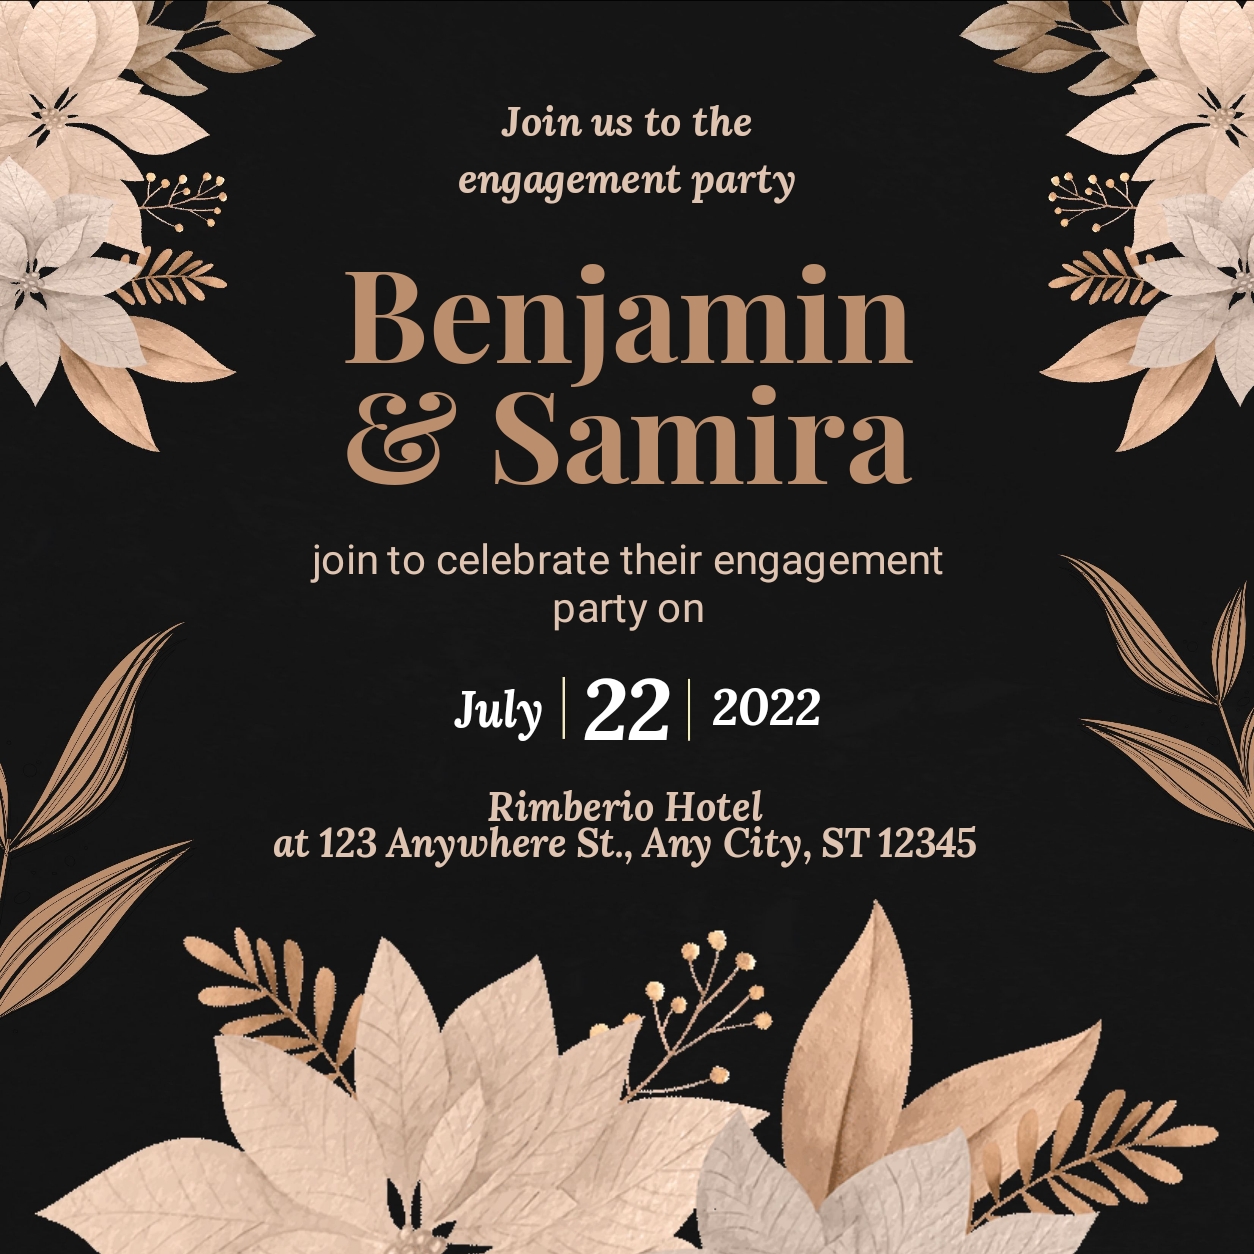 Join us to the
engagement party
Benjamin
& Samira
join to celebrate their engagement
party on
July 22 2022
Rimberio Hotel
at 123 Anywhere St., Any City, ST 12345